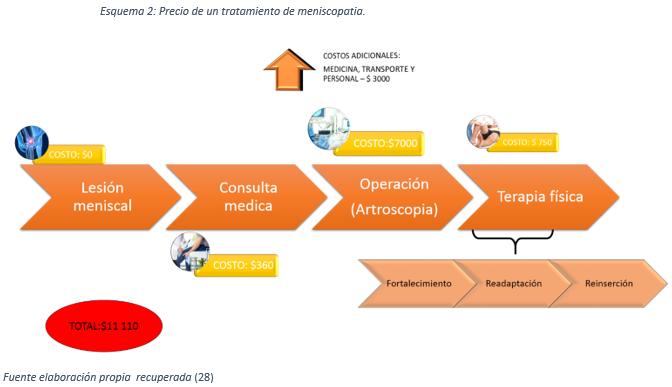 Esquema 2: Precio de un tratamiento de meniscopatia.
COSTOS ADICIONALES:
MEDICINA, TRANSPORTE Y
PERSONAL – $ 3000
COSTO: $0
COSTO:$7000
COSTO: $ 750
Lesión
meniscal
Consulta
medica
Operación
(Artroscopia)
Terapia física
COSTO: $360
Fortalecimiento
Readaptación
Reinserción
TOTAL:$11 110
Fuente elaboración propia recuperada (28)